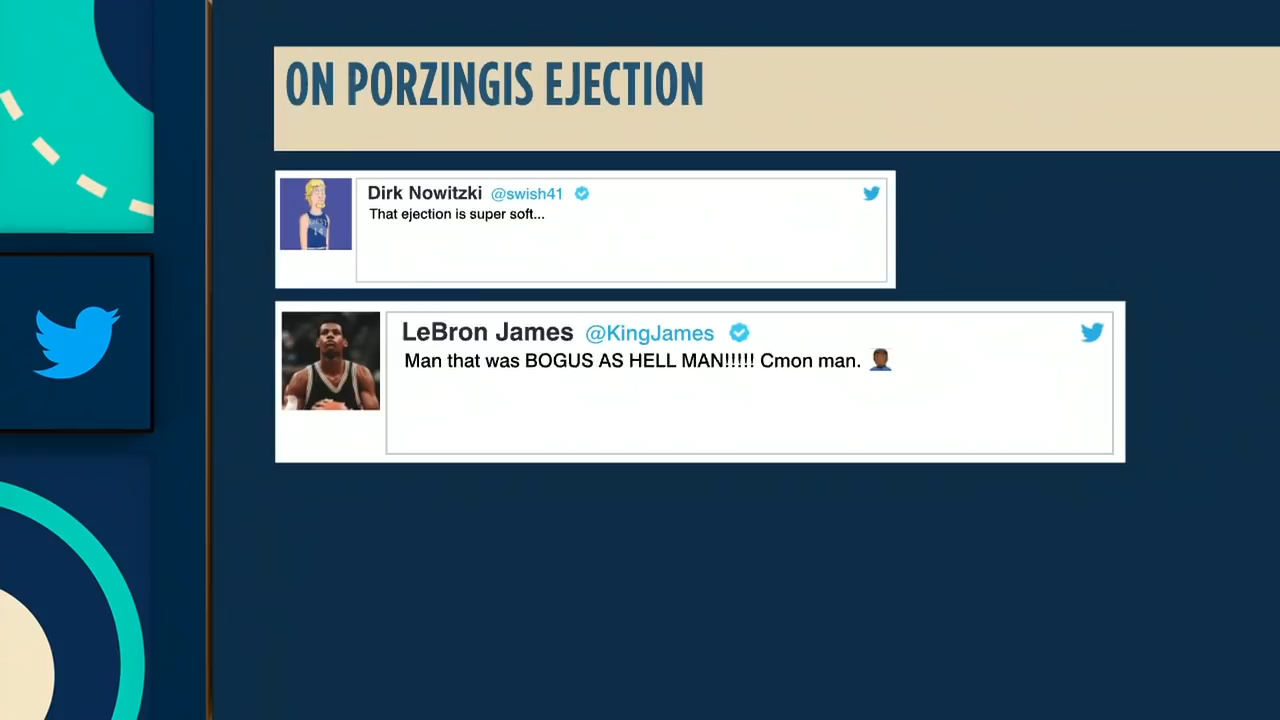 ON PORZINGIS EJECTION
Dirk Nowitzki @swish41
That ejection is super soft...
LeBron James @KingJames
Man that was BOGUS AS HELL MAN!!!!! Cmon man. 🤦🏾‍♂️